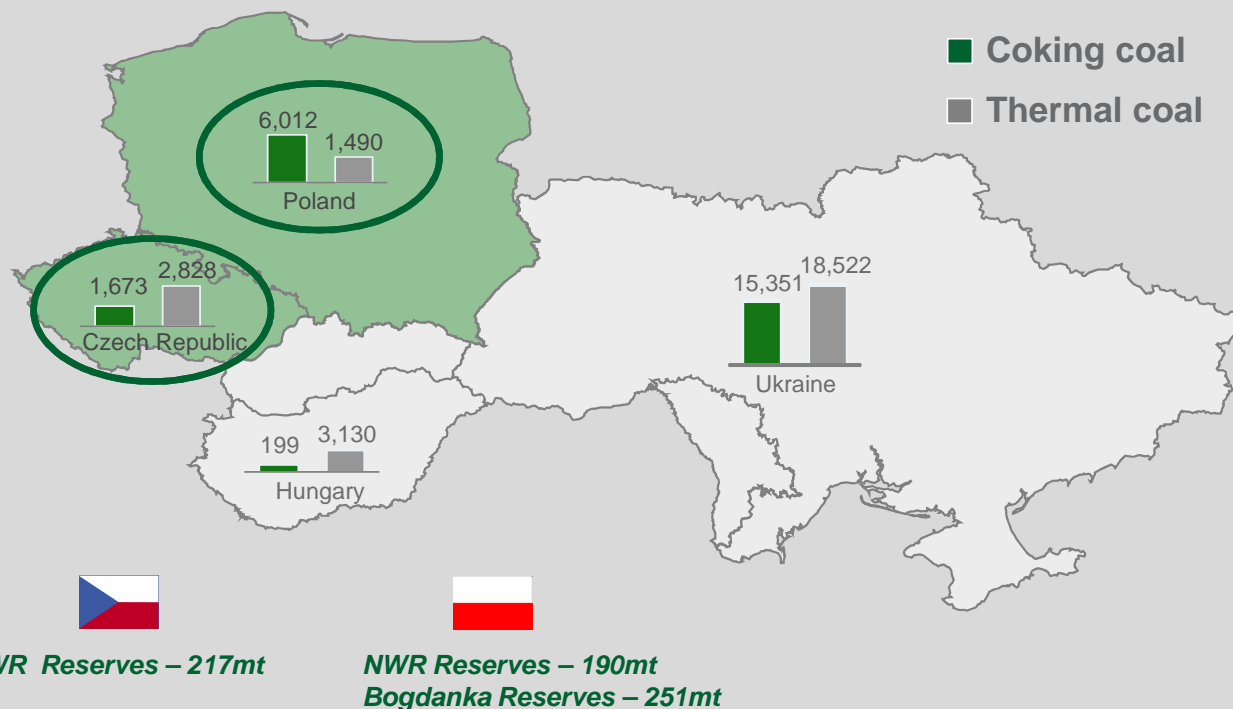 Coking coal
Thermal coal
6,012
1,490
Poland
1,673
2,828
Czech Republic
15,351
18,522
Ukraine
199
3,130
Hungary
Reserves – 217mt
NWR Reserves – 190mt
Bogdanka Reserves – 251mt